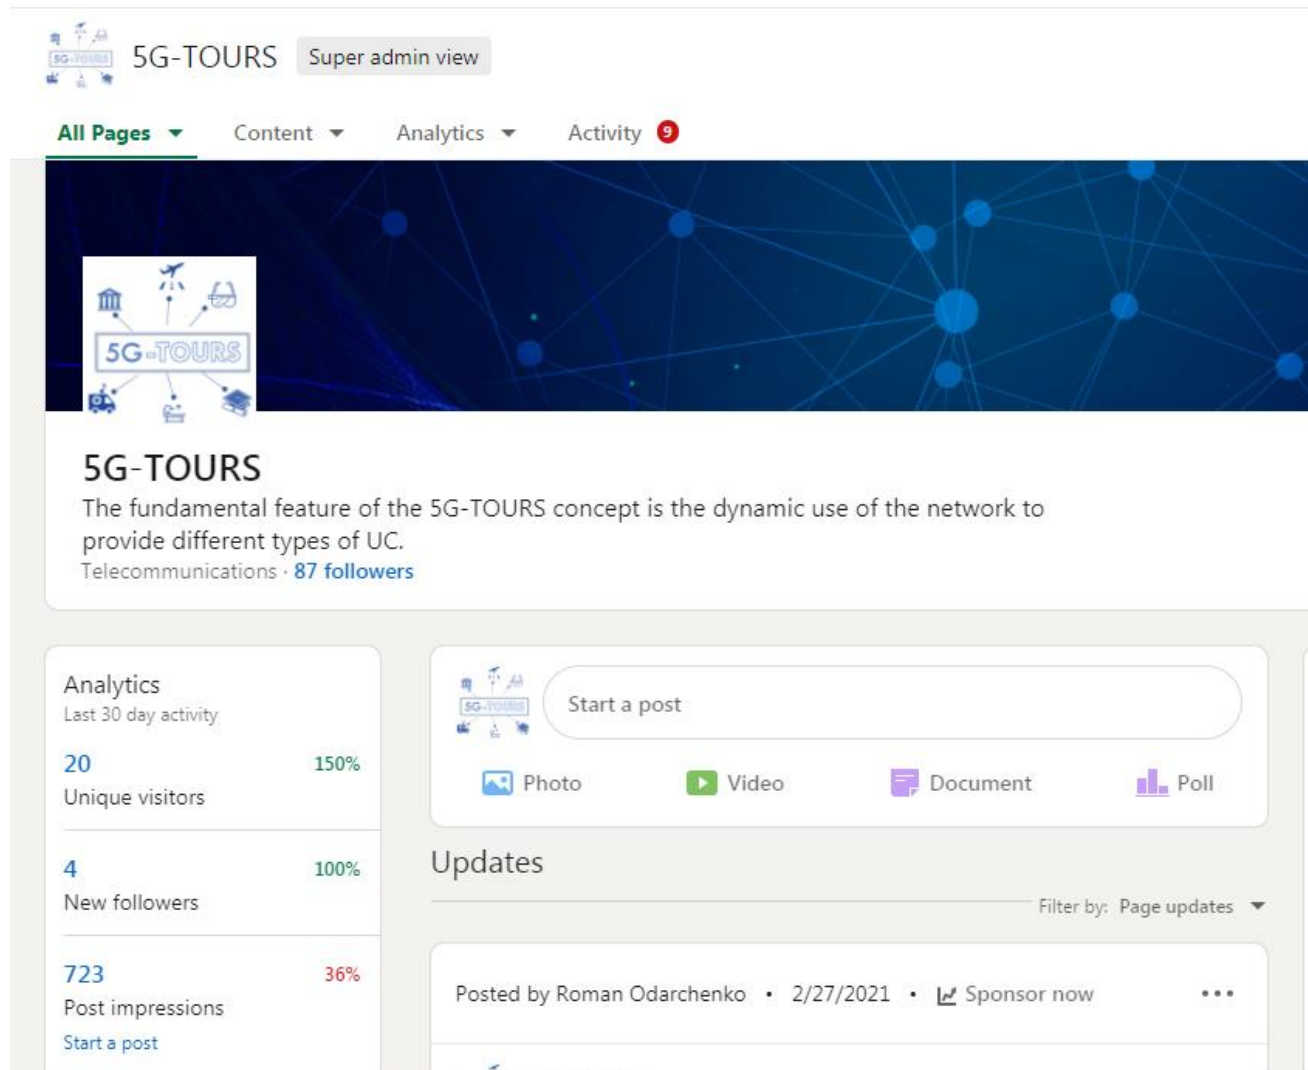 5G-TOURS
5G-TOURS Super admin view
All Pages Content Analytics Activity 9
5G-TOURS
5G-TOURS
The fundamental feature of the 5G-TOURS concept is the dynamic use of the network to
provide different types of UC.
Telecommunications · 87 followers
Analytics
Last 30 day activity
20 150%
Unique visitors
4 100%
New followers
723 36%
Post impressions
Start a post
5G-TOURS
Start a post
Photo Video Document Poll
Updates
Filter by: Page updates
Posted by Roman Odarchenko • 2/27/2021 • Sponsor now